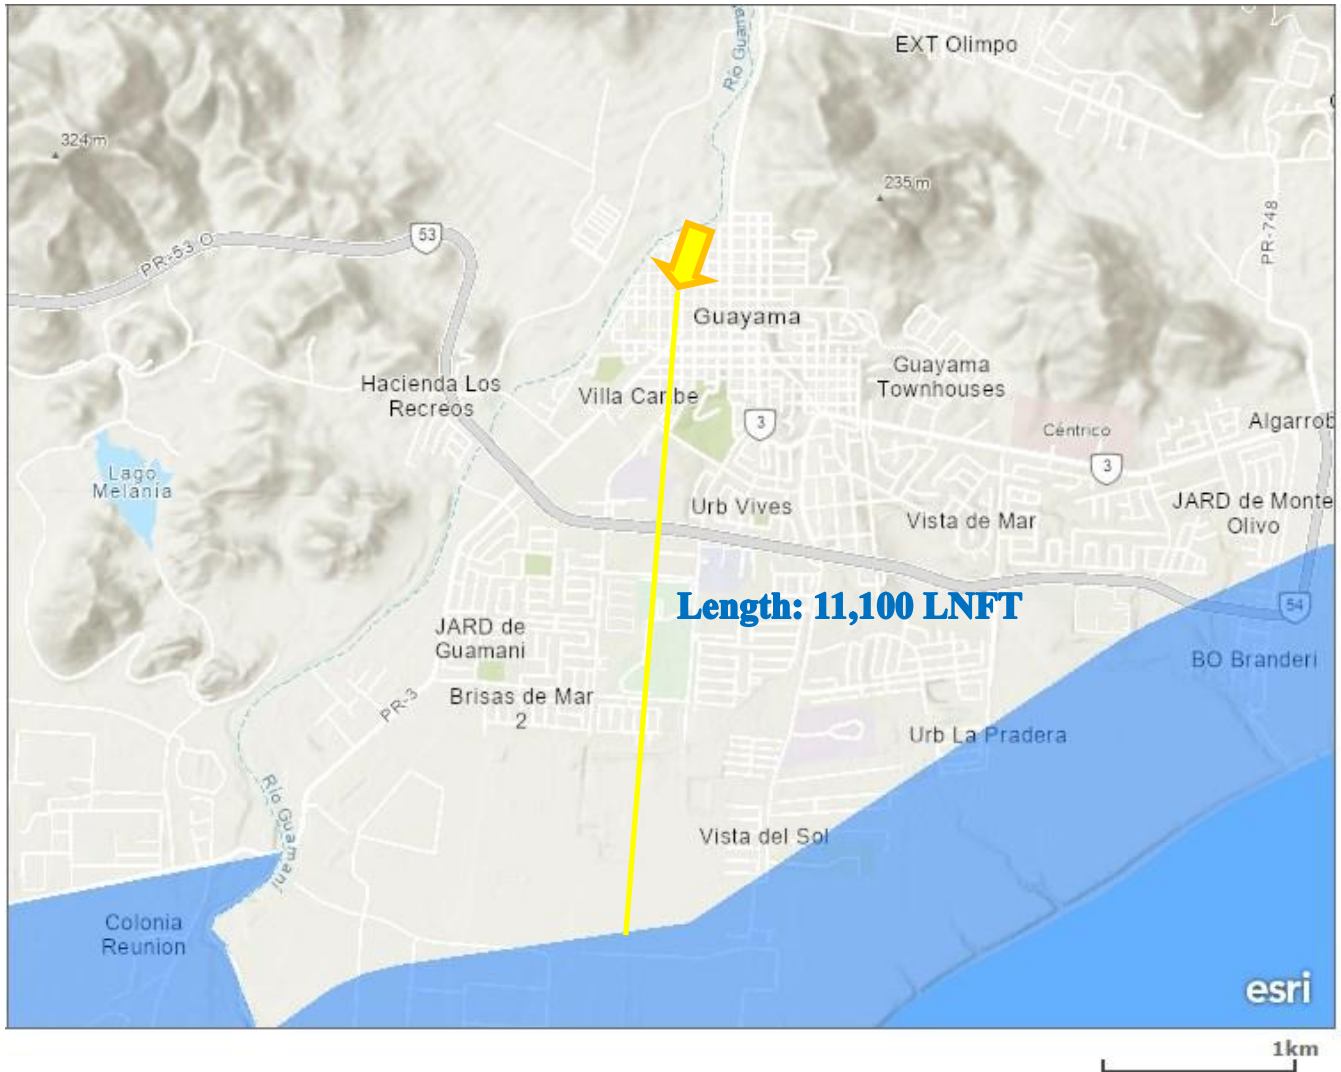 EXT Olimpo
Río Guama
324 m
235 m
PR-748
53
PR-53 O
Guayama
Guayama
Townhouses
Hacienda Los
Recreos
Villa Caribe
3
Céntrico
Algarrob
3
Lago
Melania
Urb Vives
Vista de Mar
JARD de Monte
Olivo
Length: 11,100 LNFT
54
JARD de
Guamani
BO Branderi
Brisas de Mar
2
PR-3
Urb La Pradera
Río Guamaní
Vista del Sol
Colonia
Reunion
esri
1km